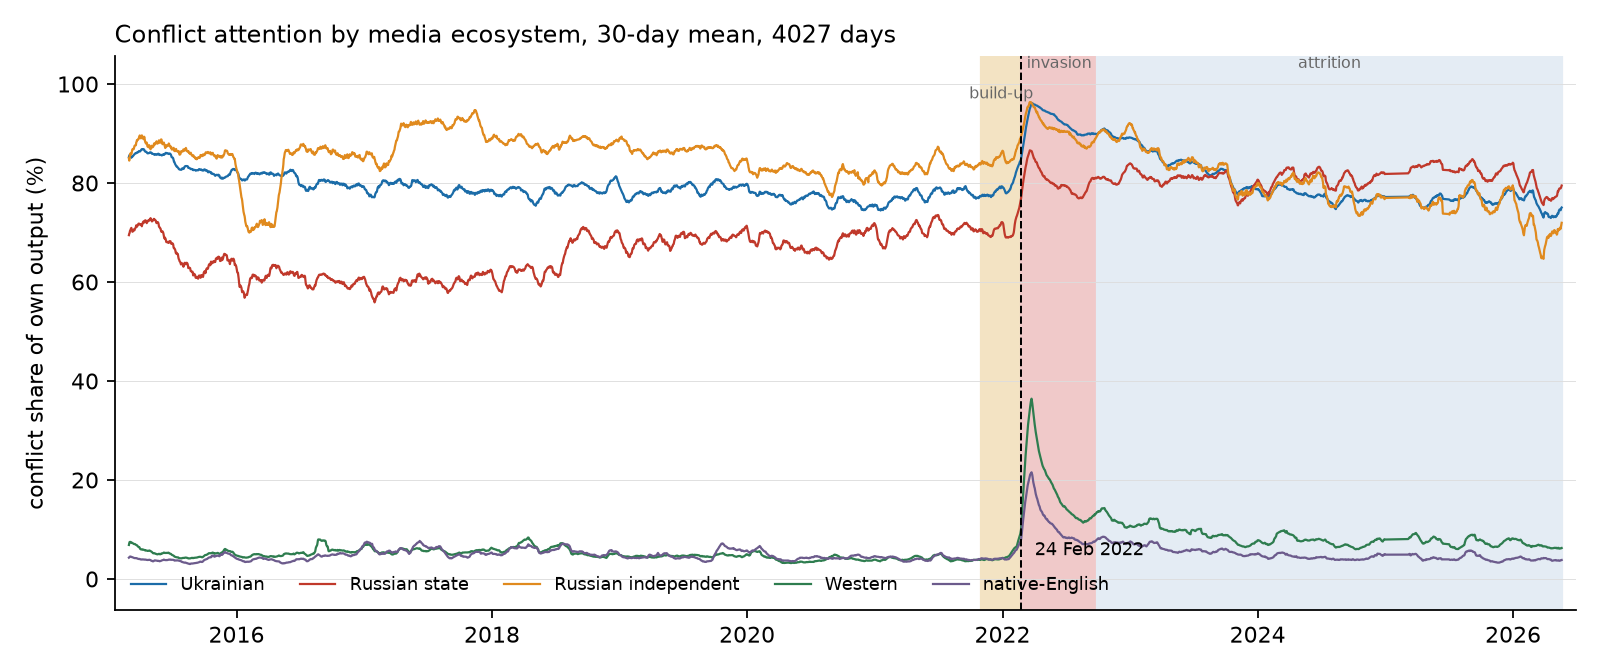 Conflict attention by media ecosystem, 30-day mean, 4027 days
invasion
attrition
build-up
conflict share of own output (%)
100
80
60
40
20
0
24 Feb 2022
Ukrainian
Russian state
Russian independent
Western
native-English
2016
2018
2020
2022
2024
2026